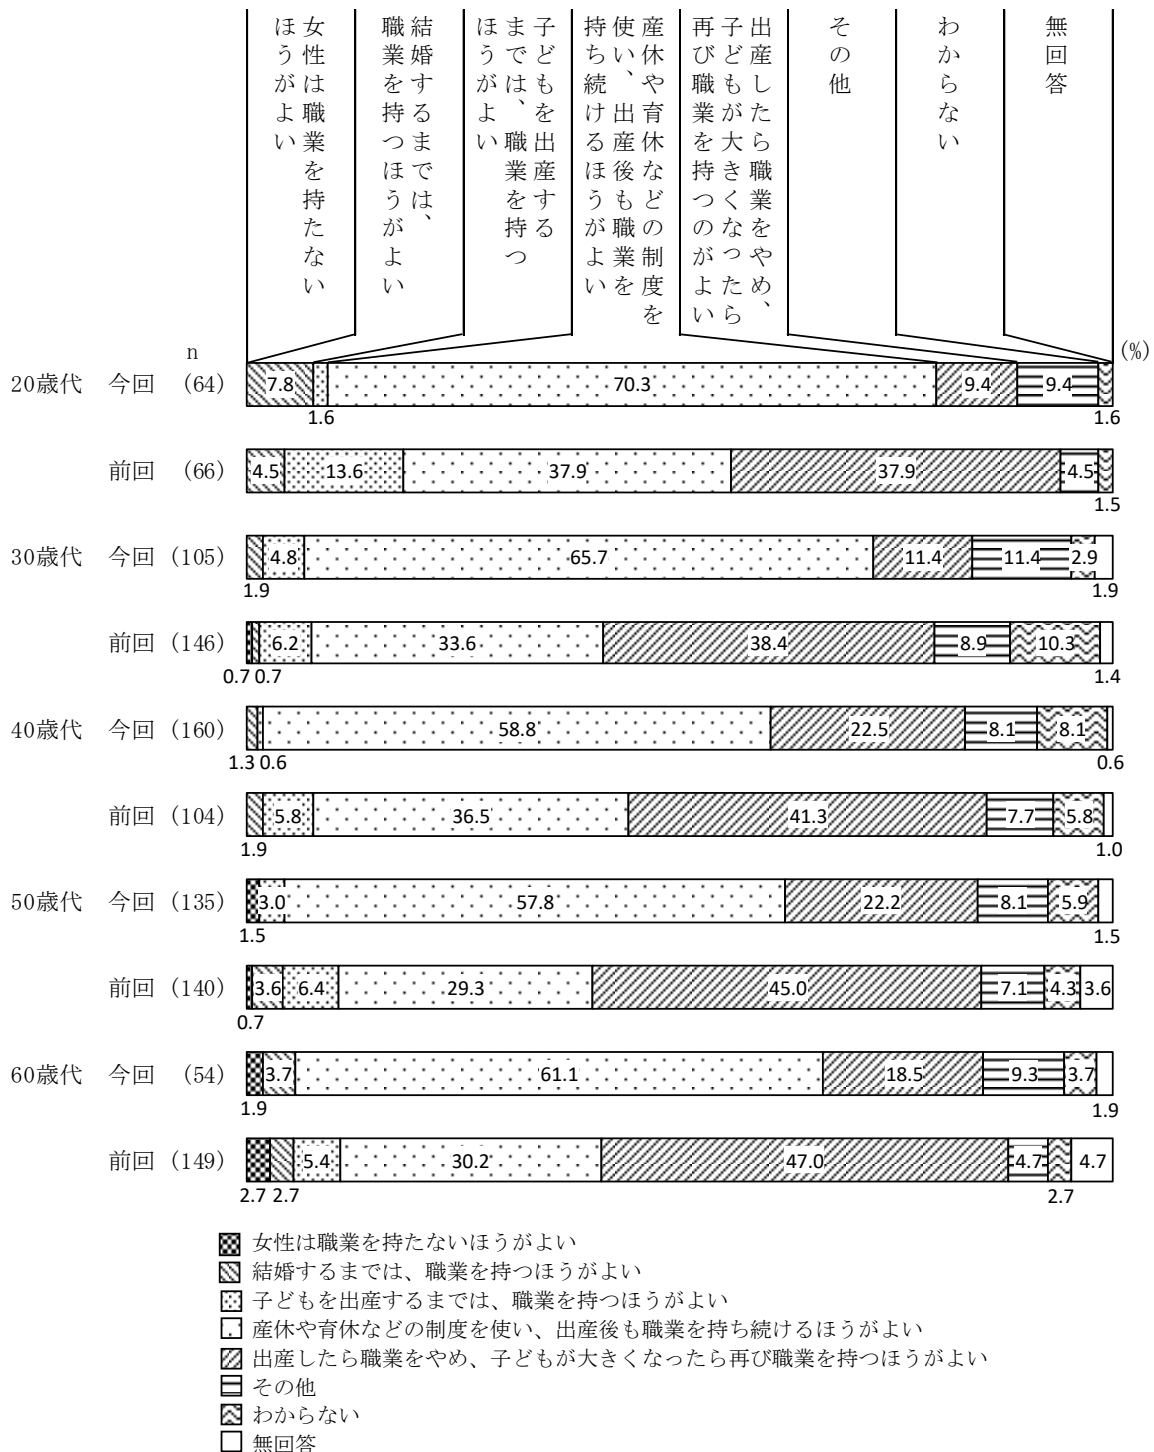 女性は職業を持たない
ほうがよい
結婚するまでは、
職業を持つほうがよい
子どもを出産する
までは、職業を持つ
ほうがよい
産休や育休などの制度を
使い、出産後も職業を
持ち続けるほうがよい
出産したら職業をやめ、
子どもが大きくなったら
再び職業を持つのがよい
その他
わからない
無回答
n
(%)
20歳代 今回 (64) 7.8 70.3 9.4 9.4
1.6 1.6
前回 (66) 4.5 13.6 37.9 37.9 4.5
1.5
30歳代 今回 (105) 4.8 65.7 11.4 11.4 2.9
1.9 1.9
前回 (146) 6.2 33.6 38.4 8.9 10.3
0.7 0.7 1.4
40歳代 今回 (160) 58.8 22.5 8.1 8.1
1.3 0.6 0.6
前回 (104) 5.8 36.5 41.3 7.7 5.8
1.9 1.0
50歳代 今回 (135) 3.0 57.8 22.2 8.1 5.9
1.5 1.5
前回 (140) 3.6 6.4 29.3 45.0 7.1 4.3 3.6
0.7
60歳代 今回 (54) 3.7 61.1 18.5 9.3 3.7
1.9 1.9
前回 (149) 5.4 30.2 47.0 4.7 4.7
2.7 2.7 2.7
女性は職業を持たないほうがよい
結婚するまでは、職業を持つほうがよい
子どもを出産するまでは、職業を持つほうがよい
産休や育休などの制度を使い、出産後も職業を持ち続けるほうがよい
出産したら職業をやめ、子どもが大きくなったら再び職業を持つほうがよい
その他
わからない
無回答